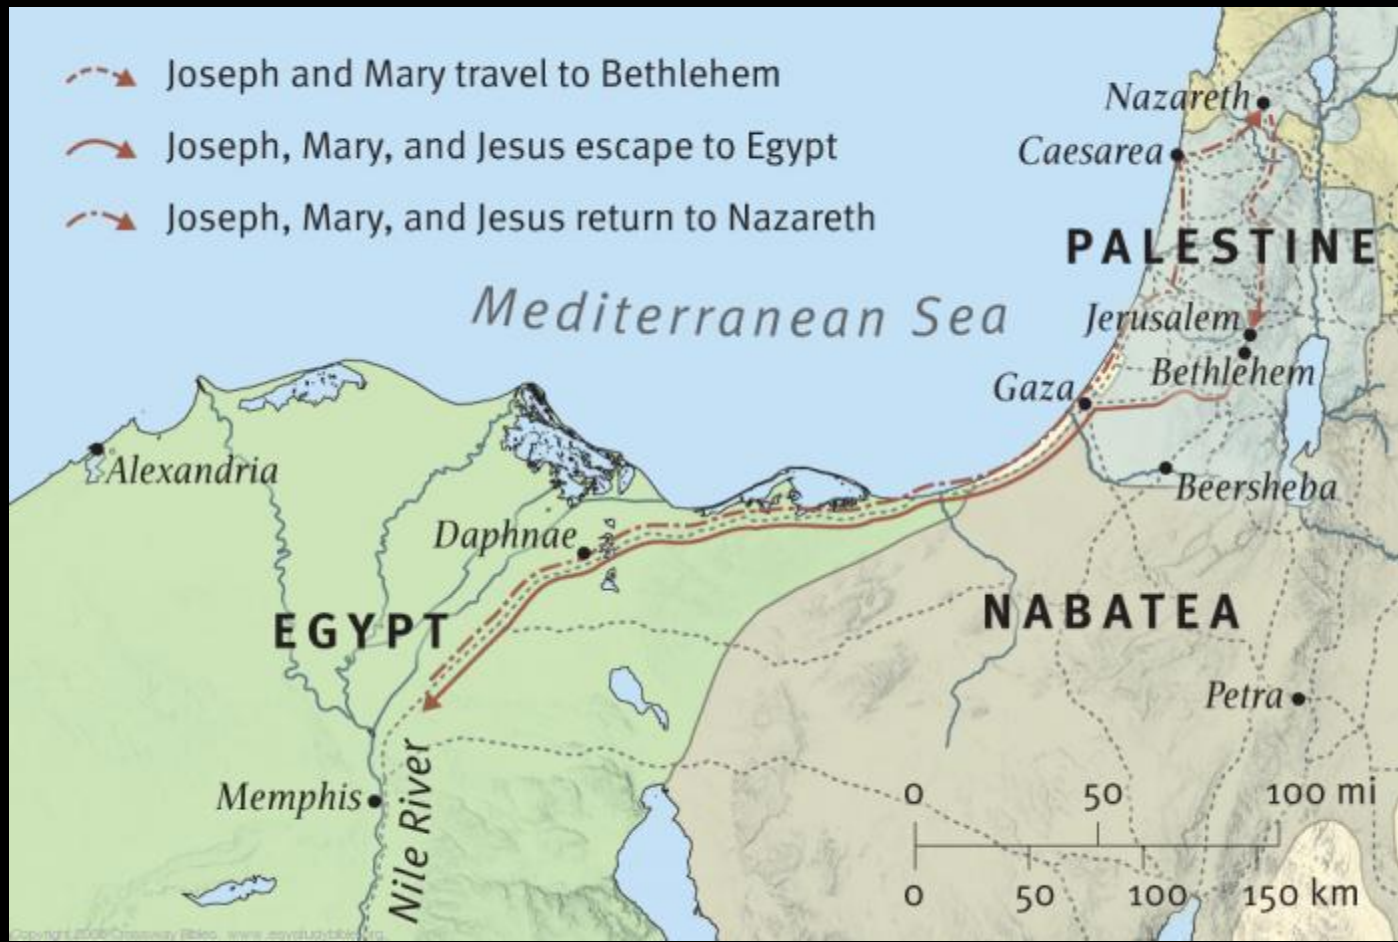 Joseph and Mary travel to Bethlehem
Joseph, Mary, and Jesus escape to Egypt
Joseph, Mary, and Jesus return to Nazareth
Nazareth
Caesarea
PALESTINE
Mediterranean Sea
Jerusalem
Bethlehem
Gaza
Alexandria
Beersheba
Daphnae
EGYPT
NABATEA
Petra
Memphis
Nile River
0 50 100 mi
0 50 100 150 km